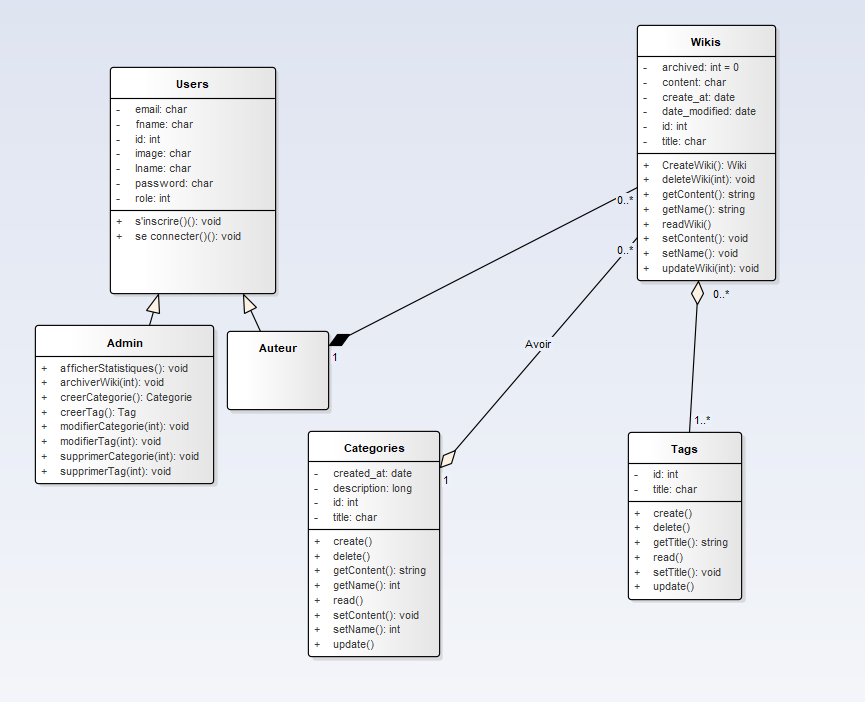 Users
- email: char
- fname: char
- id: int
- image: char
- lname: char
- password: char
- role: int
+ s'inscrire()(): void
+ se connecter()(): void
Wikis
- archived: int = 0
- content: char
- create_at: date
- date_modified: date
- id: int
- title: char
+ CreateWiki(): Wiki
+ deleteWiki(int): void
+ getContent(): string
+ getName(): string
+ readWiki()
+ setContent(): void
+ setName(): void
+ updateWiki(int): void
0..*
0..*
0..*
Admin
+ afficherStatistiques(): void
+ archiverWiki(int): void
+ creerCategorie(): Categorie
+ creerTag(): Tag
+ modifierCategorie(int): void
+ modifierTag(int): void
+ supprimerCategorie(int): void
+ supprimerTag(int): void
Auteur
1
Avoir
Categories
- created_at: date
- description: long
- id: int
- title: char
+ create()
+ delete()
+ getContent(): string
+ getName(): int
+ read()
+ setContent(): void
+ setName(): int
+ update()
1
1..*
Tags
- id: int
- title: char
+ create()
+ delete()
+ getTitle(): string
+ read()
+ setTitle(): void
+ update()